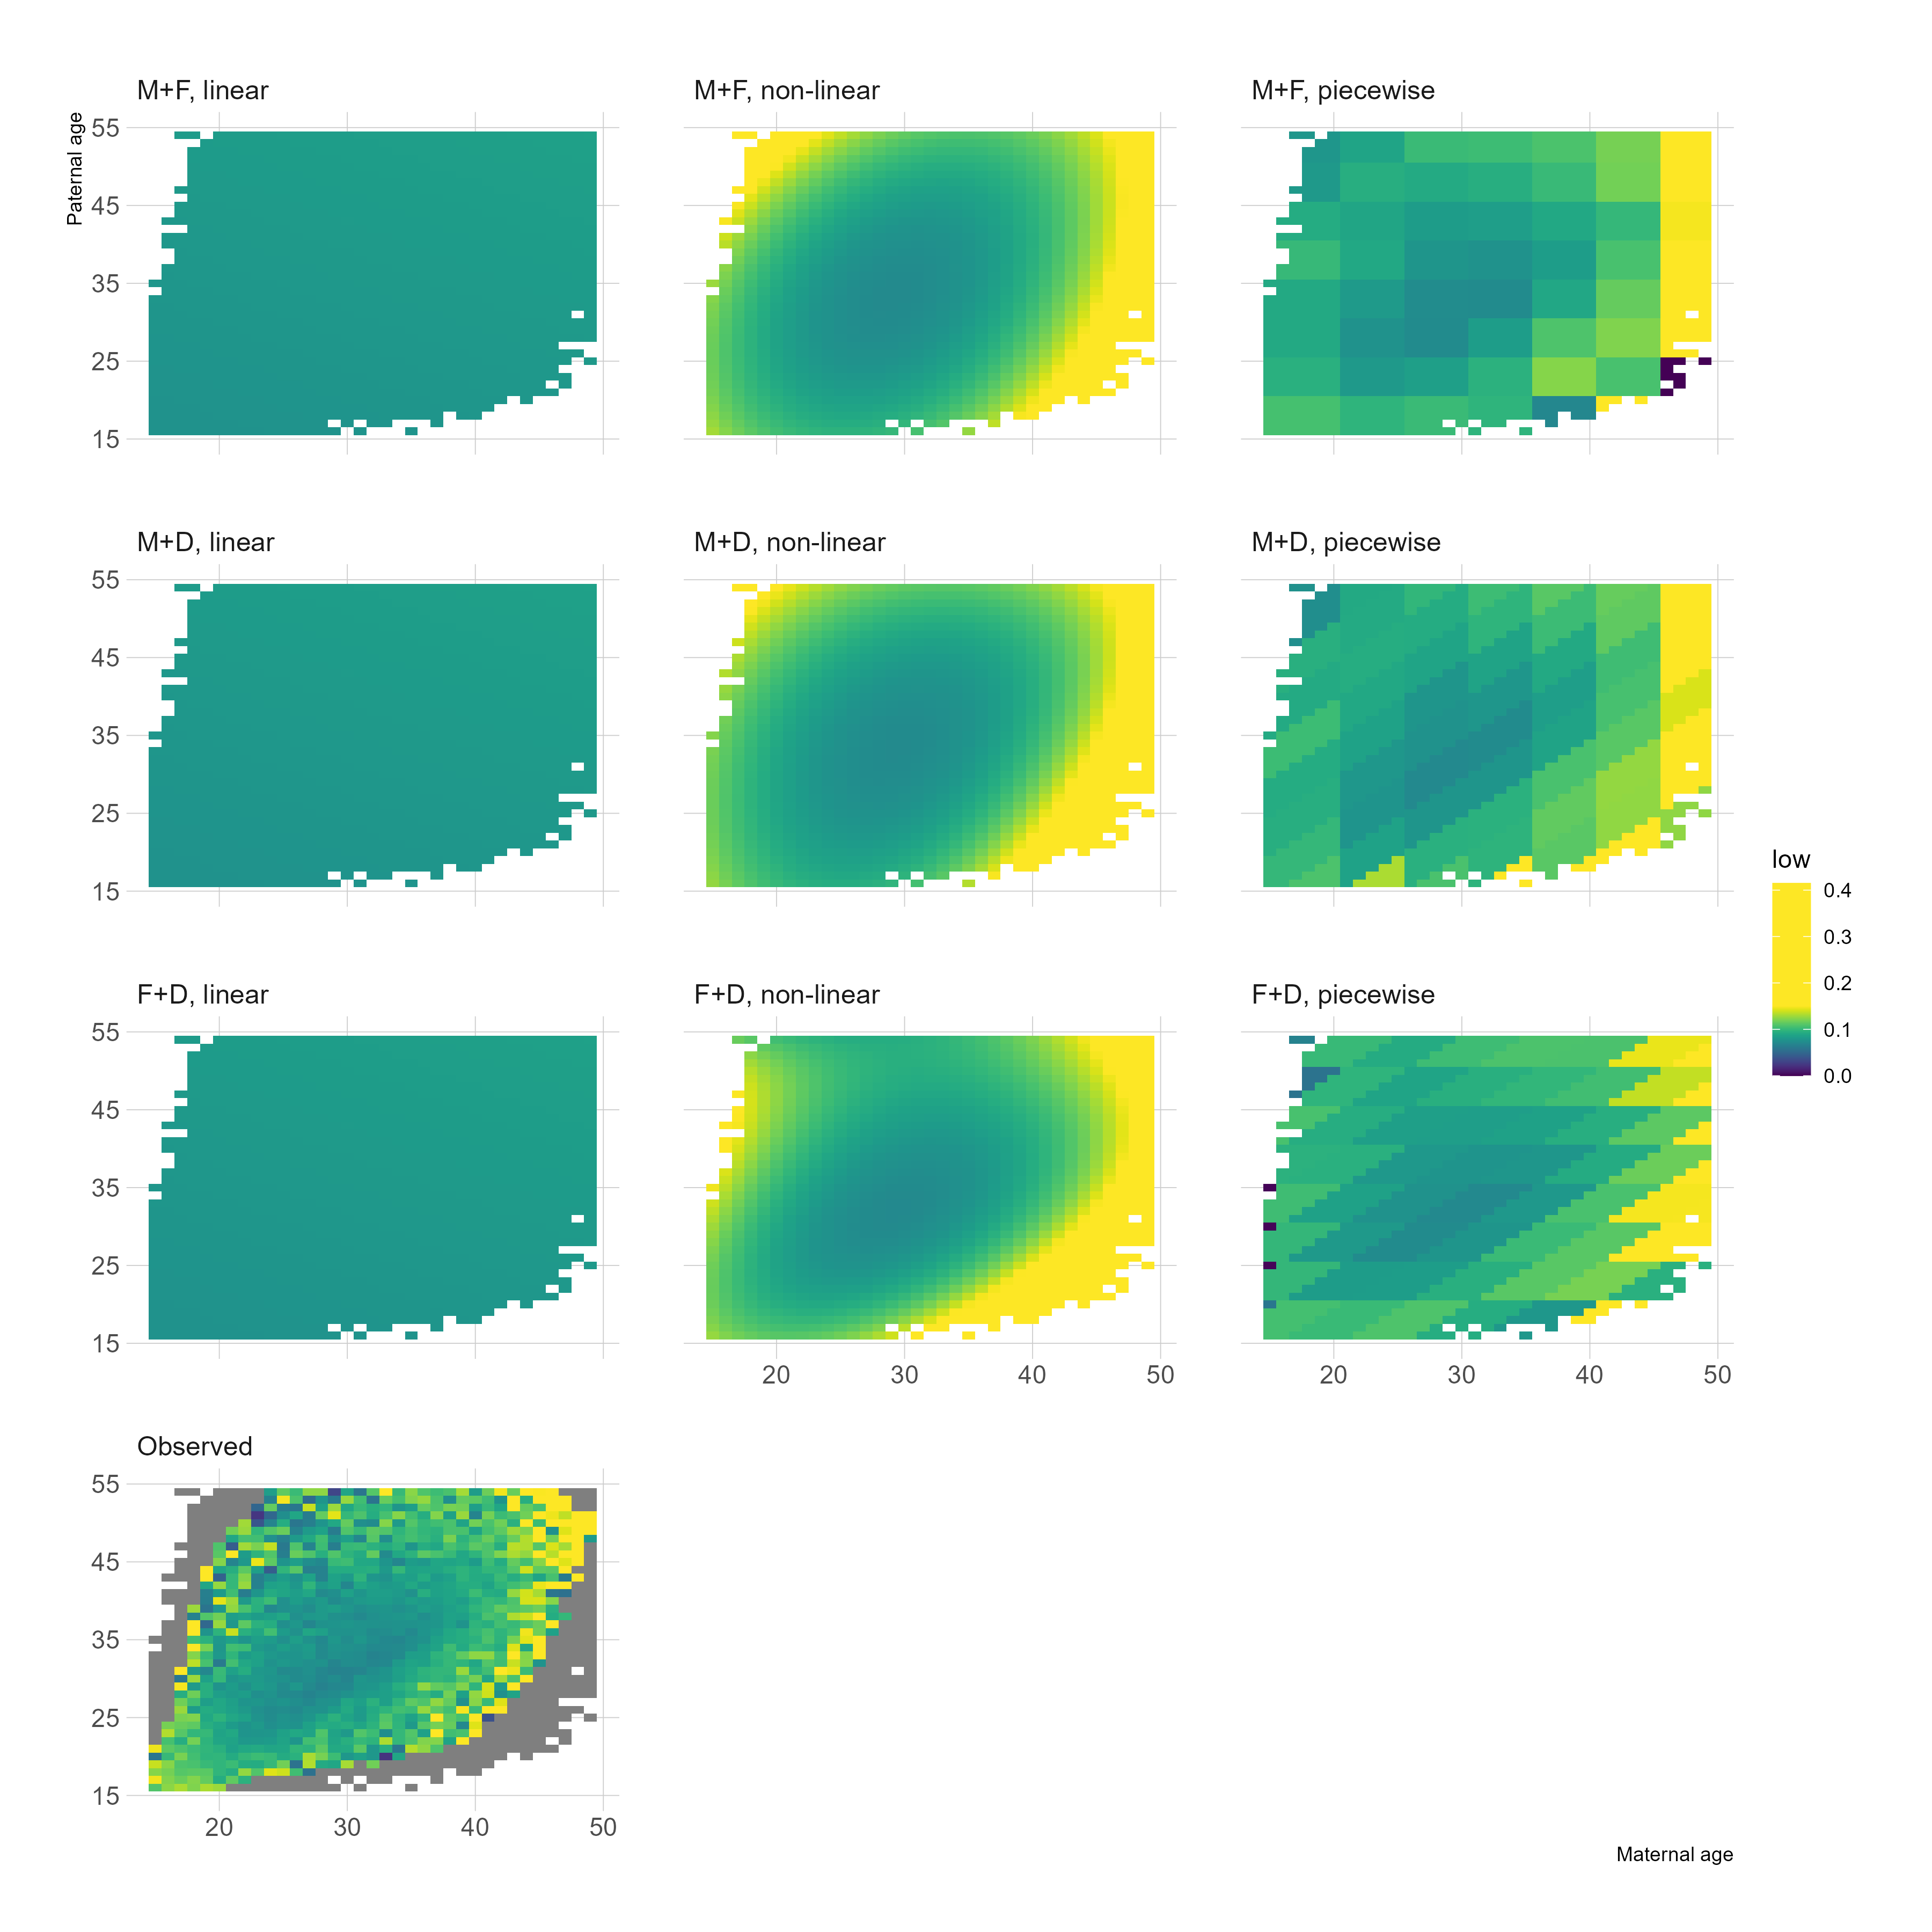 M+F, linear
M+F, non-linear
M+F, piecewise
Paternal age
55
45
35
25
15
M+D, linear
M+D, non-linear
M+D, piecewise
55
45
35
25
15
low
0.4
0.3
0.2
0.1
0.0
F+D, linear
F+D, non-linear
F+D, piecewise
55
45
35
25
15
20 30 40 50
20 30 40 50
Observed
55
45
35
25
15
20 30 40 50
Maternal age